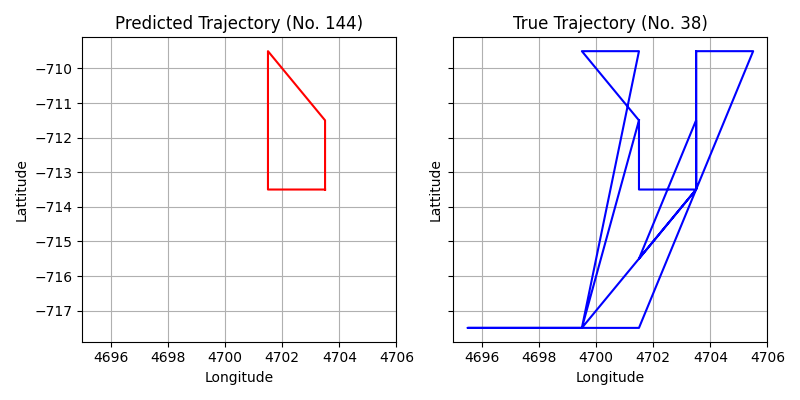 Predicted Trajectory (No. 144)
True Trajectory (No. 38)
Lattitude
−710
−711
−712
−713
−714
−715
−716
−717
4696 4698 4700 4702 4704 4706
Longitude
Lattitude
4696 4698 4700 4702 4704 4706
Longitude